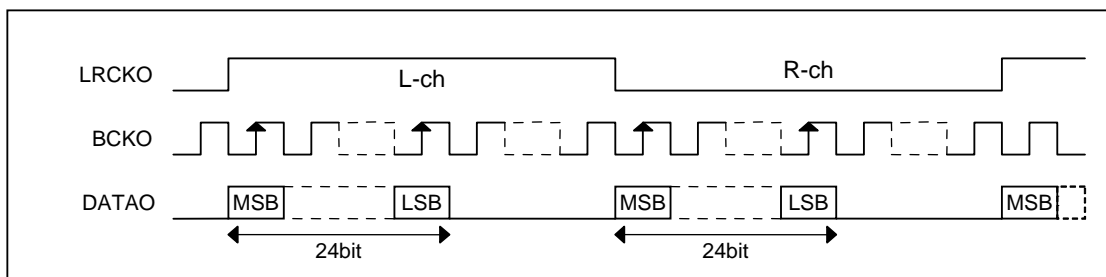 LRCKO
L-ch
R-ch
BCKO
DATAO
MSB
LSB
MSB
LSB
MSB
24bit
24bit